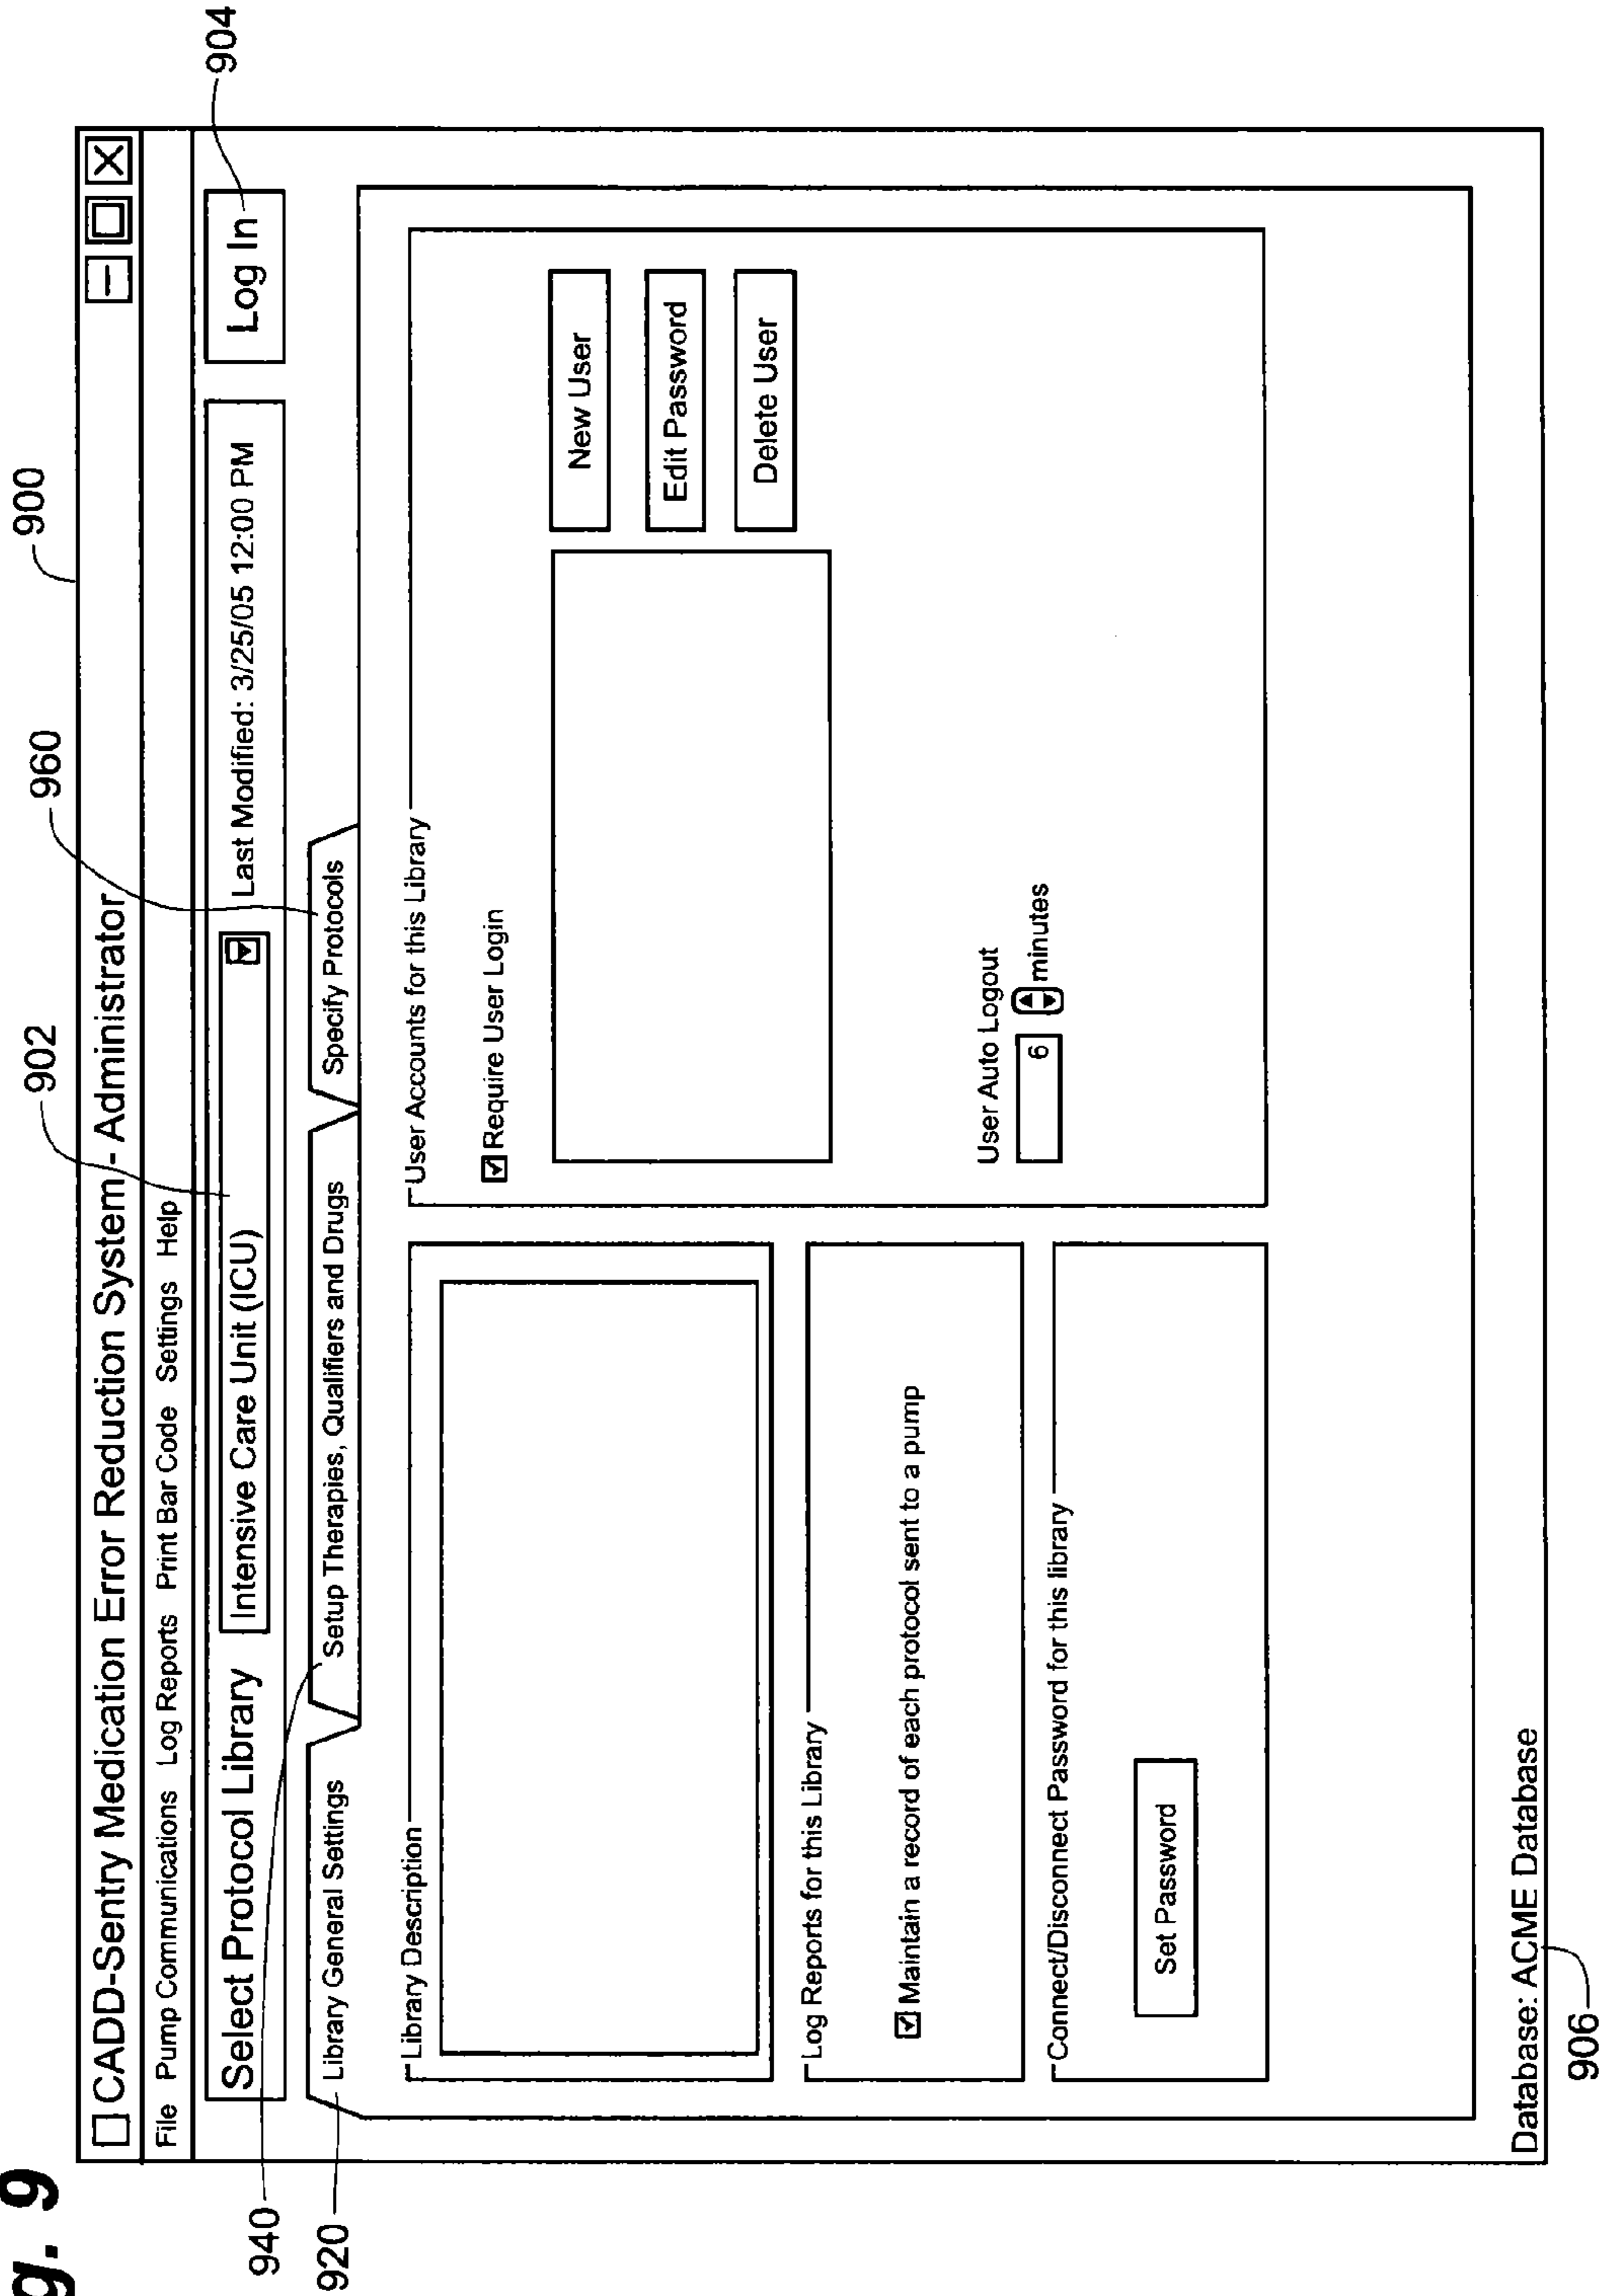 g. 9
900
902
960
904
940
920
906
CADD-Sentry Medication Error Reduction System - Administrator
File Pump Communications Log Reports Print Bar Code Settings Help
Select Protocol Library Intensive Care Unit (ICU) Last Modified: 3/25/05 12:00 PM Log In
Library General Settings Setup Therapies, Qualifiers and Drugs Specify Protocols
Library Description
Log Reports for this Library
Maintain a record of each protocol sent to a pump
Connect/Disconnect Password for this library
Set Password
User Accounts for this Library
Require User Login
New User
Edit Password
Delete User
User Auto Logout
6 minutes
Database: ACME Database